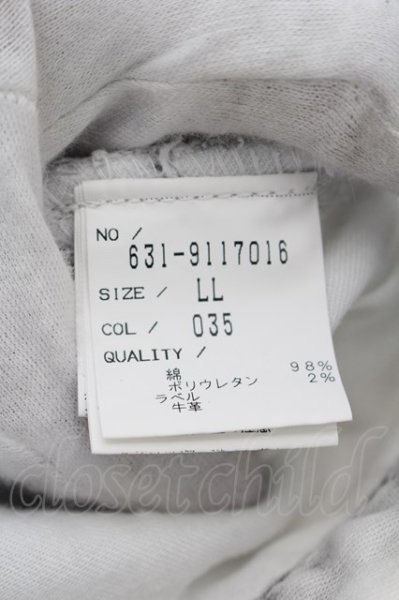 NO /
631-9117016
SIZE / LL
COL / 035
QUALITY /
綿 98%
ポリウレタン 2%
ラベル
牛革
closetchild